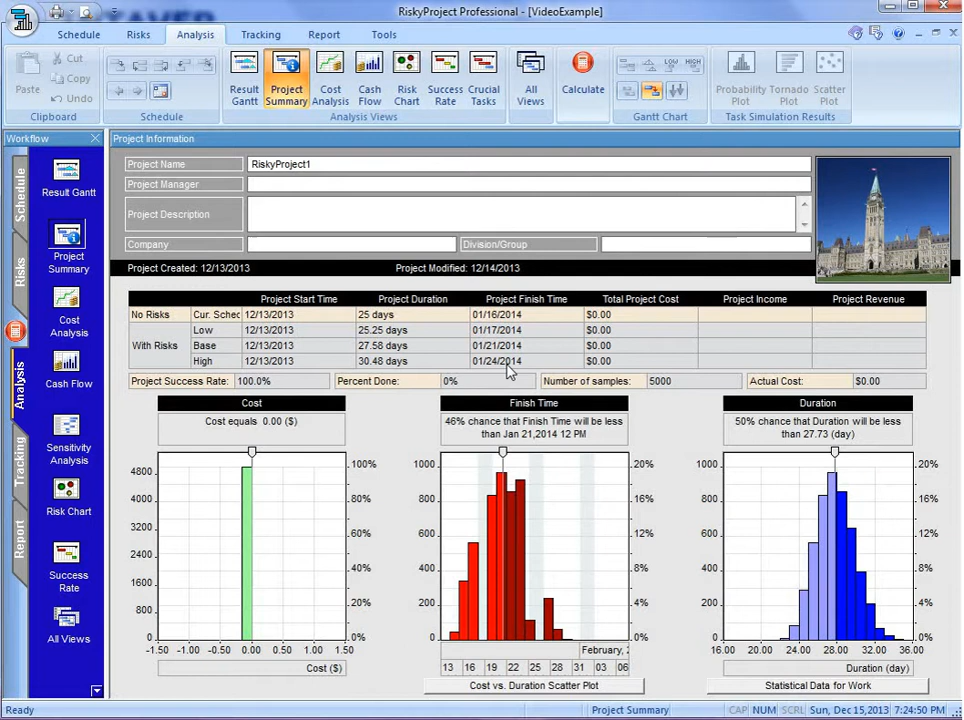 RiskyProject Professional - [VideoExample]
Schedule Risks Analysis Tracking Report Tools
Paste Cut Copy Undo
Clipboard
Schedule
Result Gantt Project Summary Cost Analysis Cash Flow Risk Chart Success Rate Crucial Tasks
Analysis Views
All Views
Calculate
LOW HIGH
Gantt Chart
Probability Plot Tornado Plot Scatter Plot
Task Simulation Results
Workflow
Schedule
Risks
Analysis
Tracking
Report
Result Gantt
Project Summary
Cost Analysis
Cash Flow
Sensitivity Analysis
Risk Chart
Success Rate
All Views
Project Information
Project Name RiskyProject1
Project Manager
Project Description
Company Division/Group
Project Created: 12/13/2013 Project Modified: 12/14/2013
Project Start Time Project Duration Project Finish Time Total Project Cost Project Income Project Revenue
No Risks Cur. Sched 12/13/2013 25 days 01/16/2014 $0.00
Low 12/13/2013 25.25 days 01/17/2014 $0.00
With Risks Base 12/13/2013 27.58 days 01/21/2014 $0.00
High 12/13/2013 30.48 days 01/24/2014 $0.00
Project Success Rate: 100.0% Percent Done: 0% Number of samples: 5000 Actual Cost: $0.00
Cost
Cost equals 0.00 ($)
4800 4000 3200 2400 1600 800 0
100% 80% 60% 40% 20% 0%
-1.50 -1.00 -0.50 0.00 0.50 1.00 1.50
Cost ($)
Finish Time
46% chance that Finish Time will be less
than Jan 21,2014 12 PM
1000 800 600 400 200 0
20% 16% 12% 8% 4% 0%
February, 2
13 16 19 22 25 28 31 03 06
Cost vs. Duration Scatter Plot
Duration
50% chance that Duration will be less
than 27.73 (day)
1000 800 600 400 200 0
20% 16% 12% 8% 4% 0%
16.00 20.00 24.00 28.00 32.00 36.00
Duration (day)
Statistical Data for Work
Ready Project Summary CAP NUM SCRL Sun, Dec 15,2013 7:24:50 PM